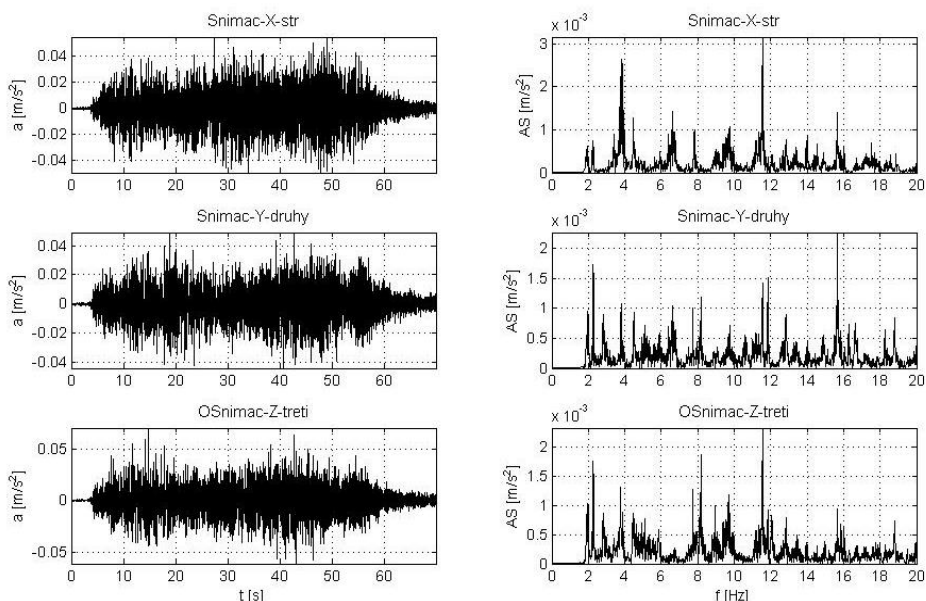 Snimac-X-str
a [m/s²]
0.04
0.02
0
-0.02
-0.04
0 10 20 30 40 50 60
Snimac-X-str
x 10⁻³
AS [m/s²]
3
2
1
0
0 2 4 6 8 10 12 14 16 18 20
Snimac-Y-druhy
a [m/s²]
0.04
0.02
0
-0.02
-0.04
0 10 20 30 40 50 60
Snimac-Y-druhy
x 10⁻³
AS [m/s²]
2
1.5
1
0.5
0
0 2 4 6 8 10 12 14 16 18 20
OSnimac-Z-treti
a [m/s²]
0.05
0
-0.05
0 10 20 30 40 50 60
t [s]
OSnimac-Z-treti
x 10⁻³
AS [m/s²]
2
1.5
1
0.5
0
0 2 4 6 8 10 12 14 16 18 20
f [Hz]